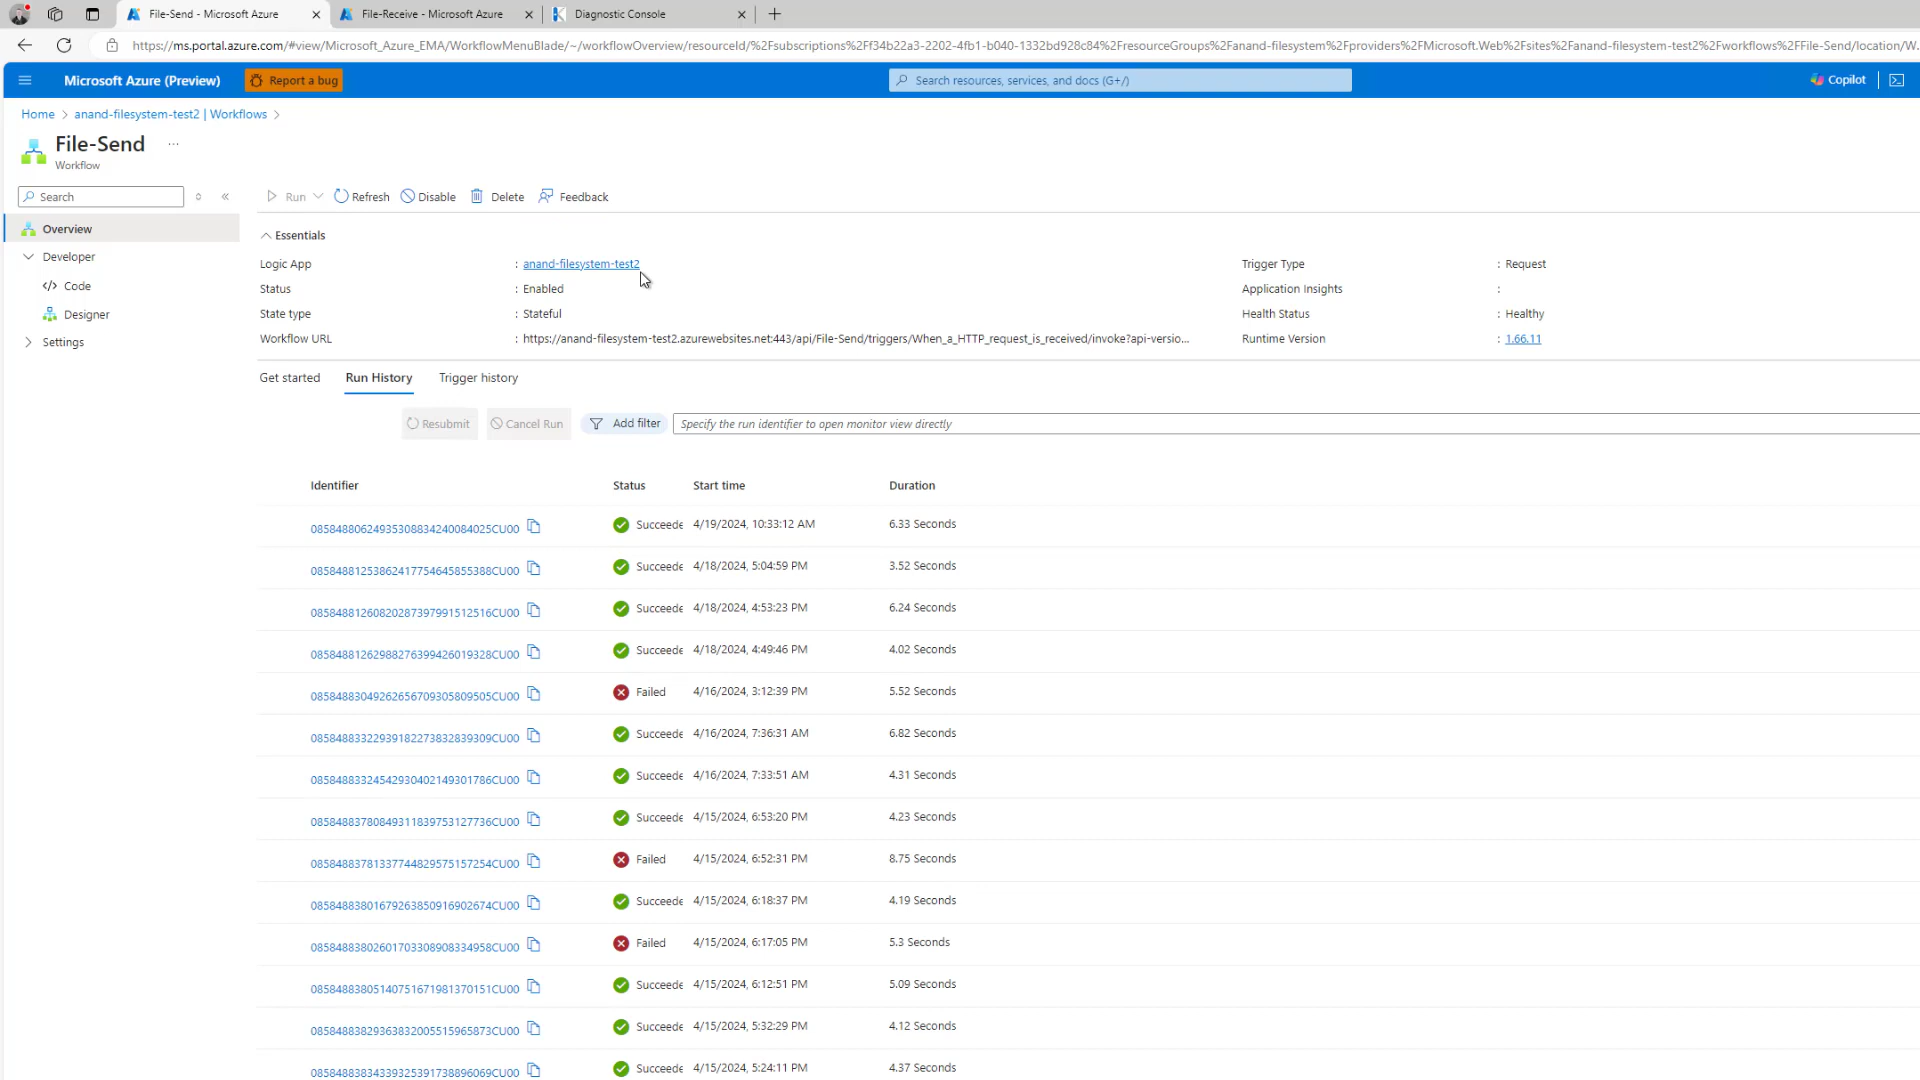 File-Send - Microsoft Azure
File-Receive - Microsoft Azure
Diagnostic Console
https://ms.portal.azure.com/#view/Microsoft_Azure_EMA/WorkflowMenuBlade/~/workflowOverview/resourceId/%2Fsubscriptions%2Ff34b22a3-2202-4fb1-b040-1332bd928c84%2FresourceGroups%2Fanand-filesystem%2Fproviders%2FMicrosoft.Web%2Fsites%2Fanand-filesystem-test2%2Fworkflows%2FFile-Send/location/W...
Microsoft Azure (Preview)
Report a bug
Search resources, services, and docs (G+/)
Copilot
Home > anand-filesystem-test2 | Workflows >
File-Send ...
Workflow
Search
Overview
Developer
Code
Designer
Settings
Run
Refresh
Disable
Delete
Feedback
Essentials
Logic App : anand-filesystem-test2
Status : Enabled
State type : Stateful
Workflow URL : https://anand-filesystem-test2.azurewebsites.net:443/api/File-Send/triggers/When_a_HTTP_request_is_received/invoke?api-versio...
Trigger Type : Request
Application Insights :
Health Status : Healthy
Runtime Version : 1.66.11
Get started
Run History
Trigger history
Resubmit
Cancel Run
Add filter
Specify the run identifier to open monitor view directly
Identifier Status Start time Duration
08584880624935308834240084025CU00 Succeede 4/19/2024, 10:33:12 AM 6.33 Seconds
08584881253862417754645855388CU00 Succeede 4/18/2024, 5:04:59 PM 3.52 Seconds
08584881260820287397991512516CU00 Succeede 4/18/2024, 4:53:23 PM 6.24 Seconds
08584881262988276399426019328CU00 Succeede 4/18/2024, 4:49:46 PM 4.02 Seconds
08584883049262656709305809505CU00 Failed 4/16/2024, 3:12:39 PM 5.52 Seconds
08584883322939182273832839309CU00 Succeede 4/16/2024, 7:36:31 AM 6.82 Seconds
08584883324542930402149301786CU00 Succeede 4/16/2024, 7:33:51 AM 4.31 Seconds
08584883780849311839753127736CU00 Succeede 4/15/2024, 6:53:20 PM 4.23 Seconds
08584883781337744829575157254CU00 Failed 4/15/2024, 6:52:31 PM 8.75 Seconds
08584883801679263850916902674CU00 Succeede 4/15/2024, 6:18:37 PM 4.19 Seconds
08584883802601703308908334958CU00 Failed 4/15/2024, 6:17:05 PM 5.3 Seconds
08584883805140751671981370151CU00 Succeede 4/15/2024, 6:12:51 PM 5.09 Seconds
08584883829363832005515965873CU00 Succeede 4/15/2024, 5:32:29 PM 4.12 Seconds
08584883834339325391738896069CU00 Succeede 4/15/2024, 5:24:11 PM 4.37 Seconds